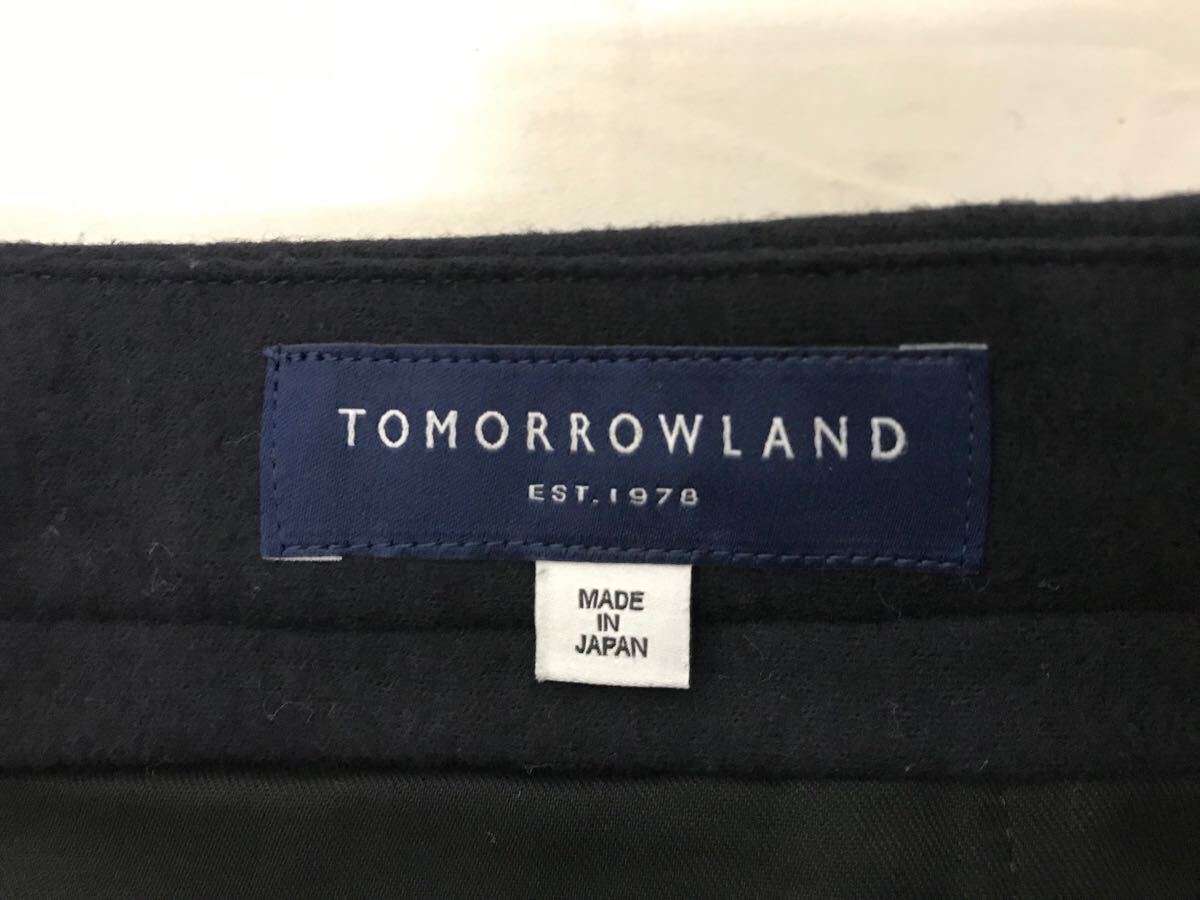 TOMORROWLAND
EST. 1978
MADE
IN
JAPAN